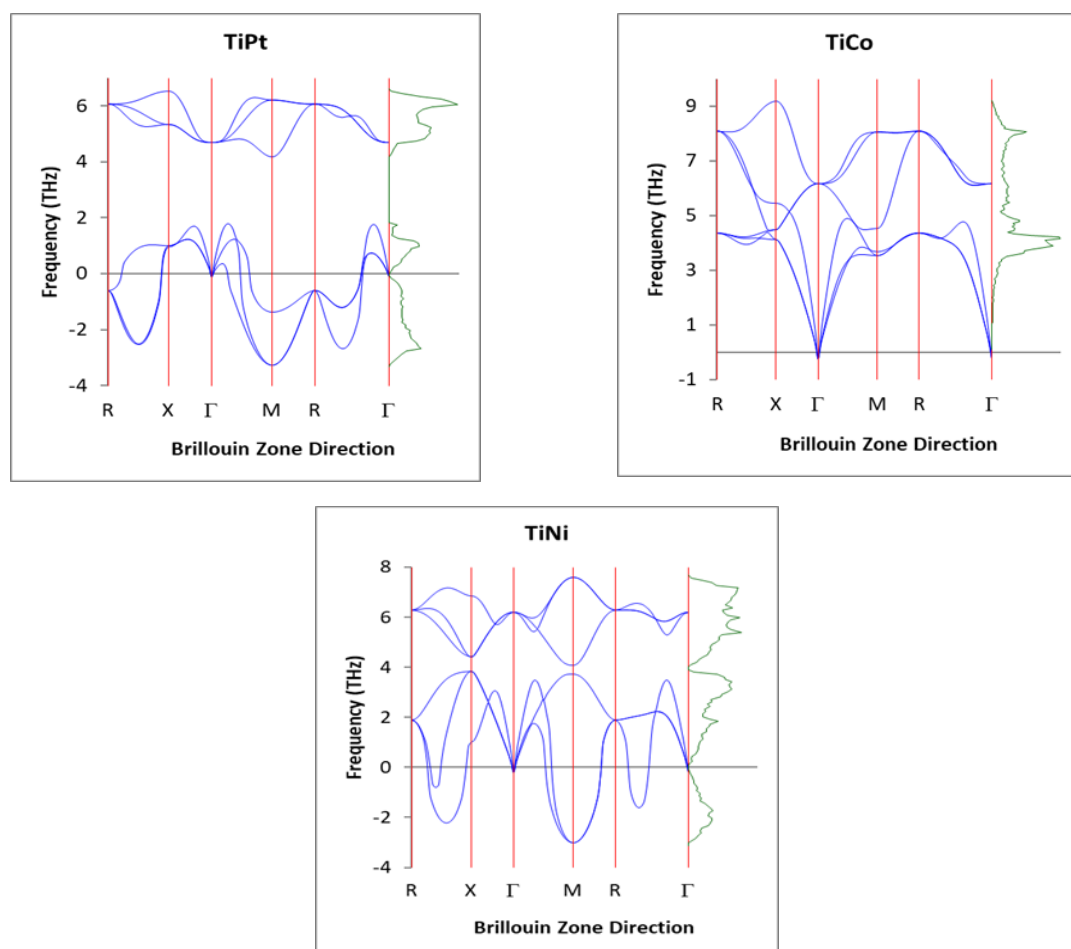 TiPt
Frequency (THz)
6
4
2
0
-2
-4
R X Γ M R Γ
Brillouin Zone Direction
TiCo
Frequency (THz)
9
7
5
3
1
-1
R X Γ M R Γ
Brillouin Zone Direction
TiNi
Frequency (THz)
8
6
4
2
0
-2
-4
R X Γ M R Γ
Brillouin Zone Direction